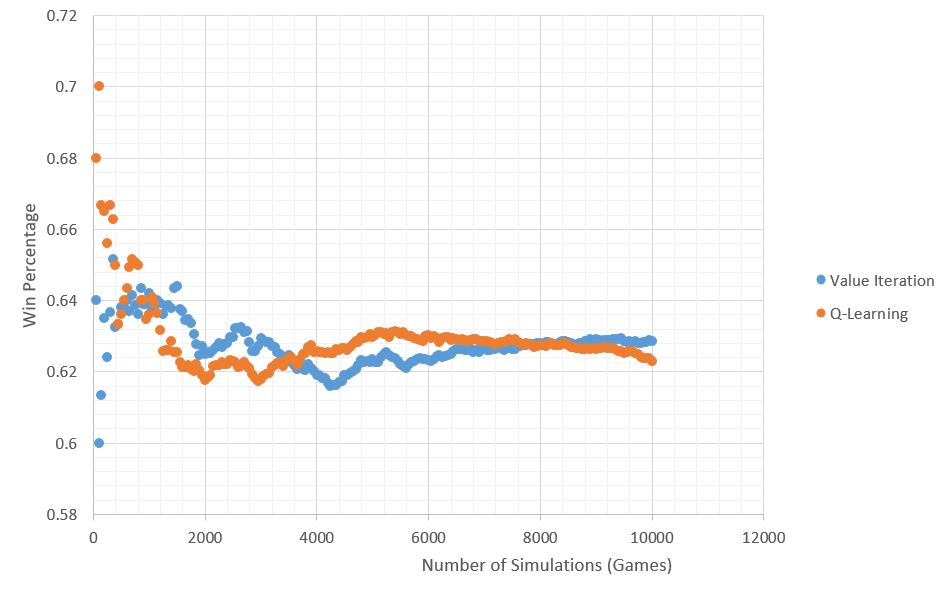 0.72
0.7
0.68
0.66
0.64
0.62
0.6
0.58
0 2000 4000 6000 8000 10000 12000
Win Percentage
Number of Simulations (Games)
Value Iteration
Q-Learning